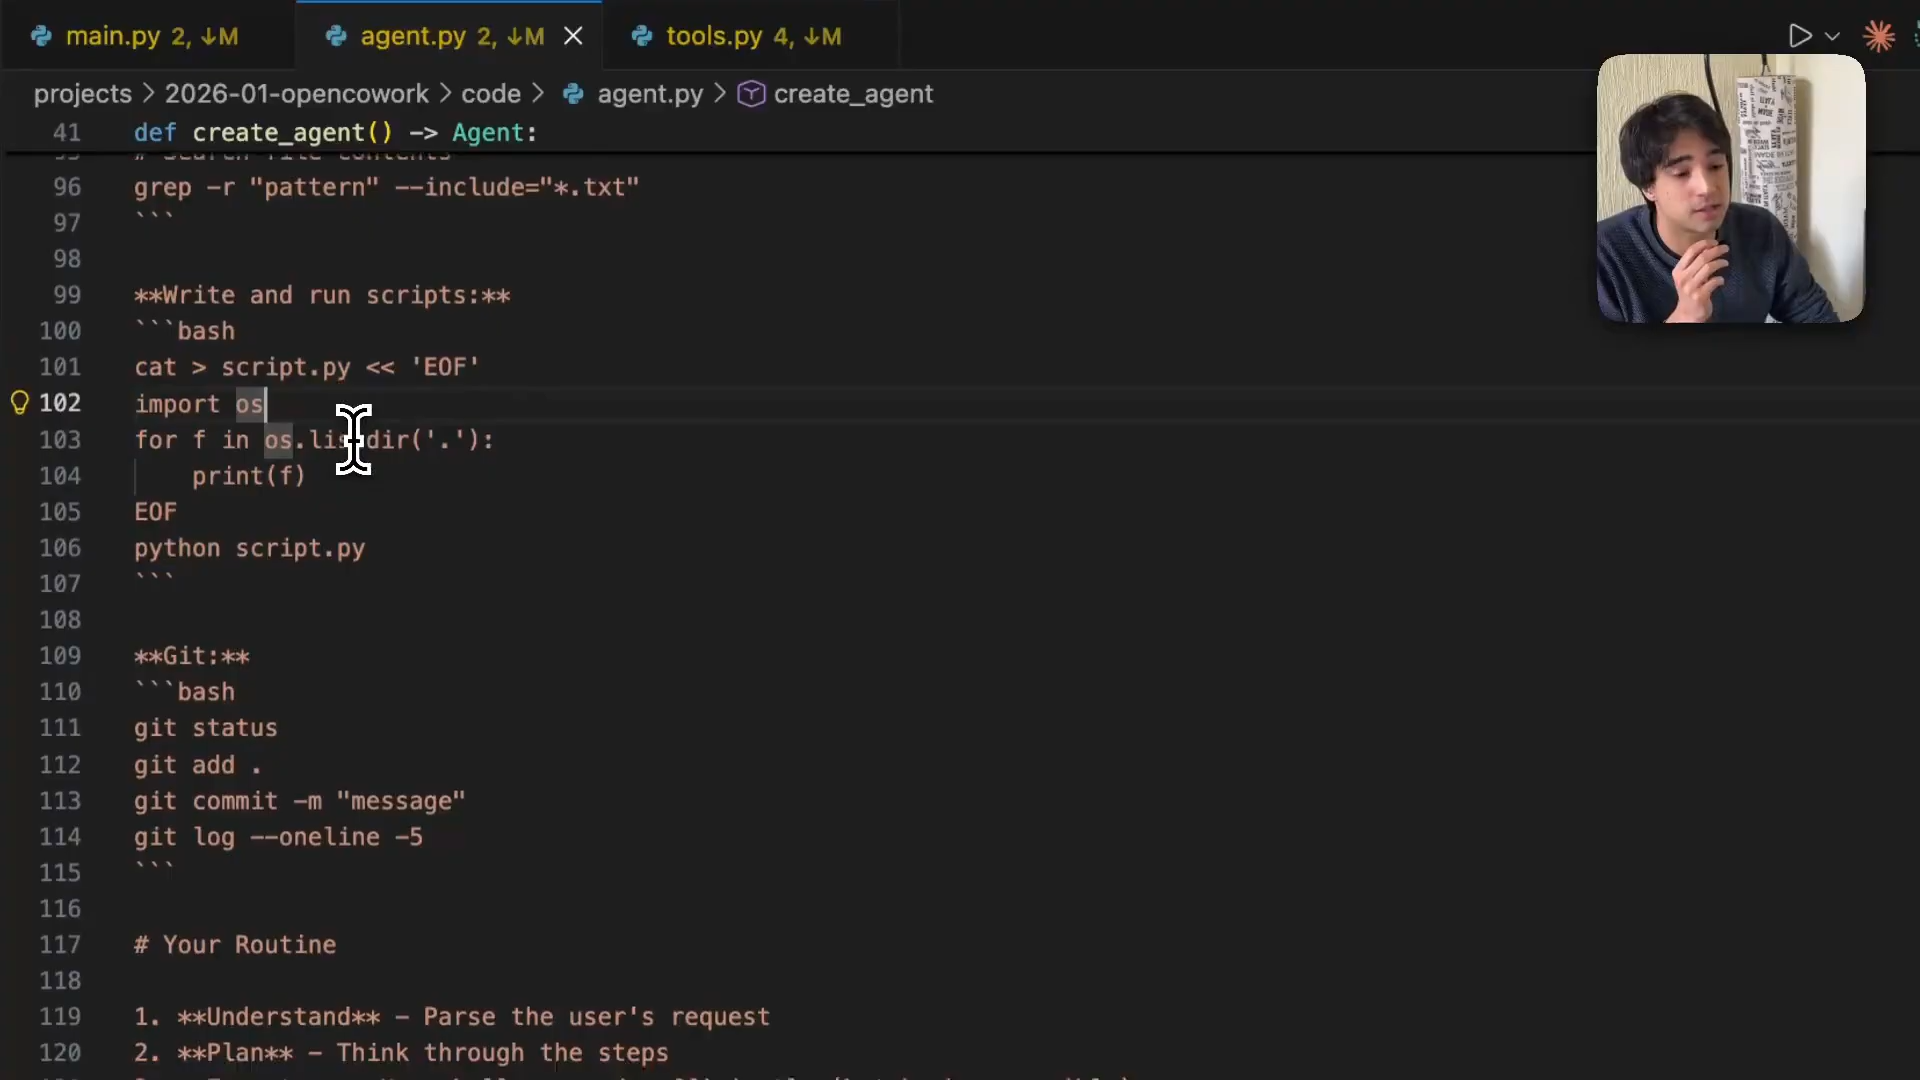 main.py 2, ↓M
agent.py 2, ↓M
tools.py 4, ↓M
projects > 2026-01-opencowork > code > agent.py > create_agent
41 def create_agent() -> Agent:
95 # Search file contents
96 grep -r "pattern" --include="*.txt"
97 ```
98
99 **Write and run scripts:**
100 ```bash
101 cat > script.py << 'EOF'
102 import os
103 for f in os.listdir('.'):
104     print(f)
105 EOF
106 python script.py
107 ```
108
109 **Git:**
110 ```bash
111 git status
112 git add .
113 git commit -m "message"
114 git log --oneline -5
115 ```
116
117 # Your Routine
118
119 1. **Understand** - Parse the user's request
120 2. **Plan** - Think through the steps